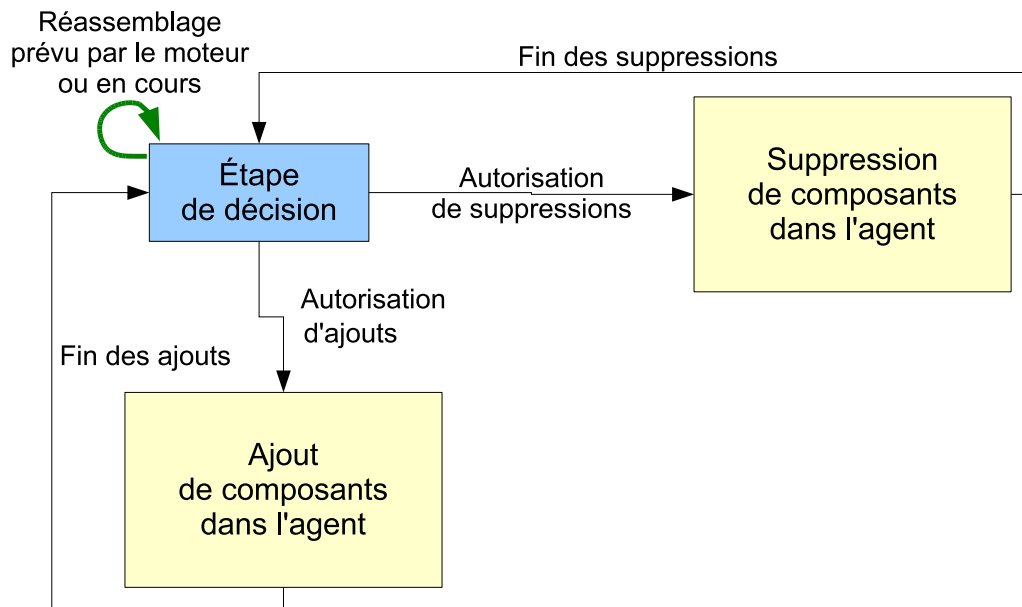 Réassemblage
prévu par le moteur
ou en cours
Fin des suppressions
Étape
de décision
Autorisation
de suppressions
Suppression
de composants
dans l'agent
Autorisation
d'ajouts
Fin des ajouts
Ajout
de composants
dans l'agent